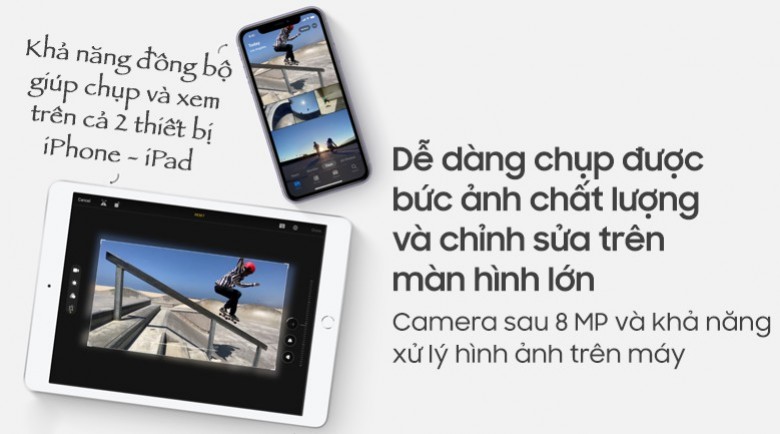 Khả năng đồng bộ
giúp chụp và xem
trên cả 2 thiết bị
iPhone - iPad
Dễ dàng chụp được
bức ảnh chất lượng
và chỉnh sửa trên
màn hình lớn
Camera sau 8 MP và khả năng
xử lý hình ảnh trên máy
Today
Cancel